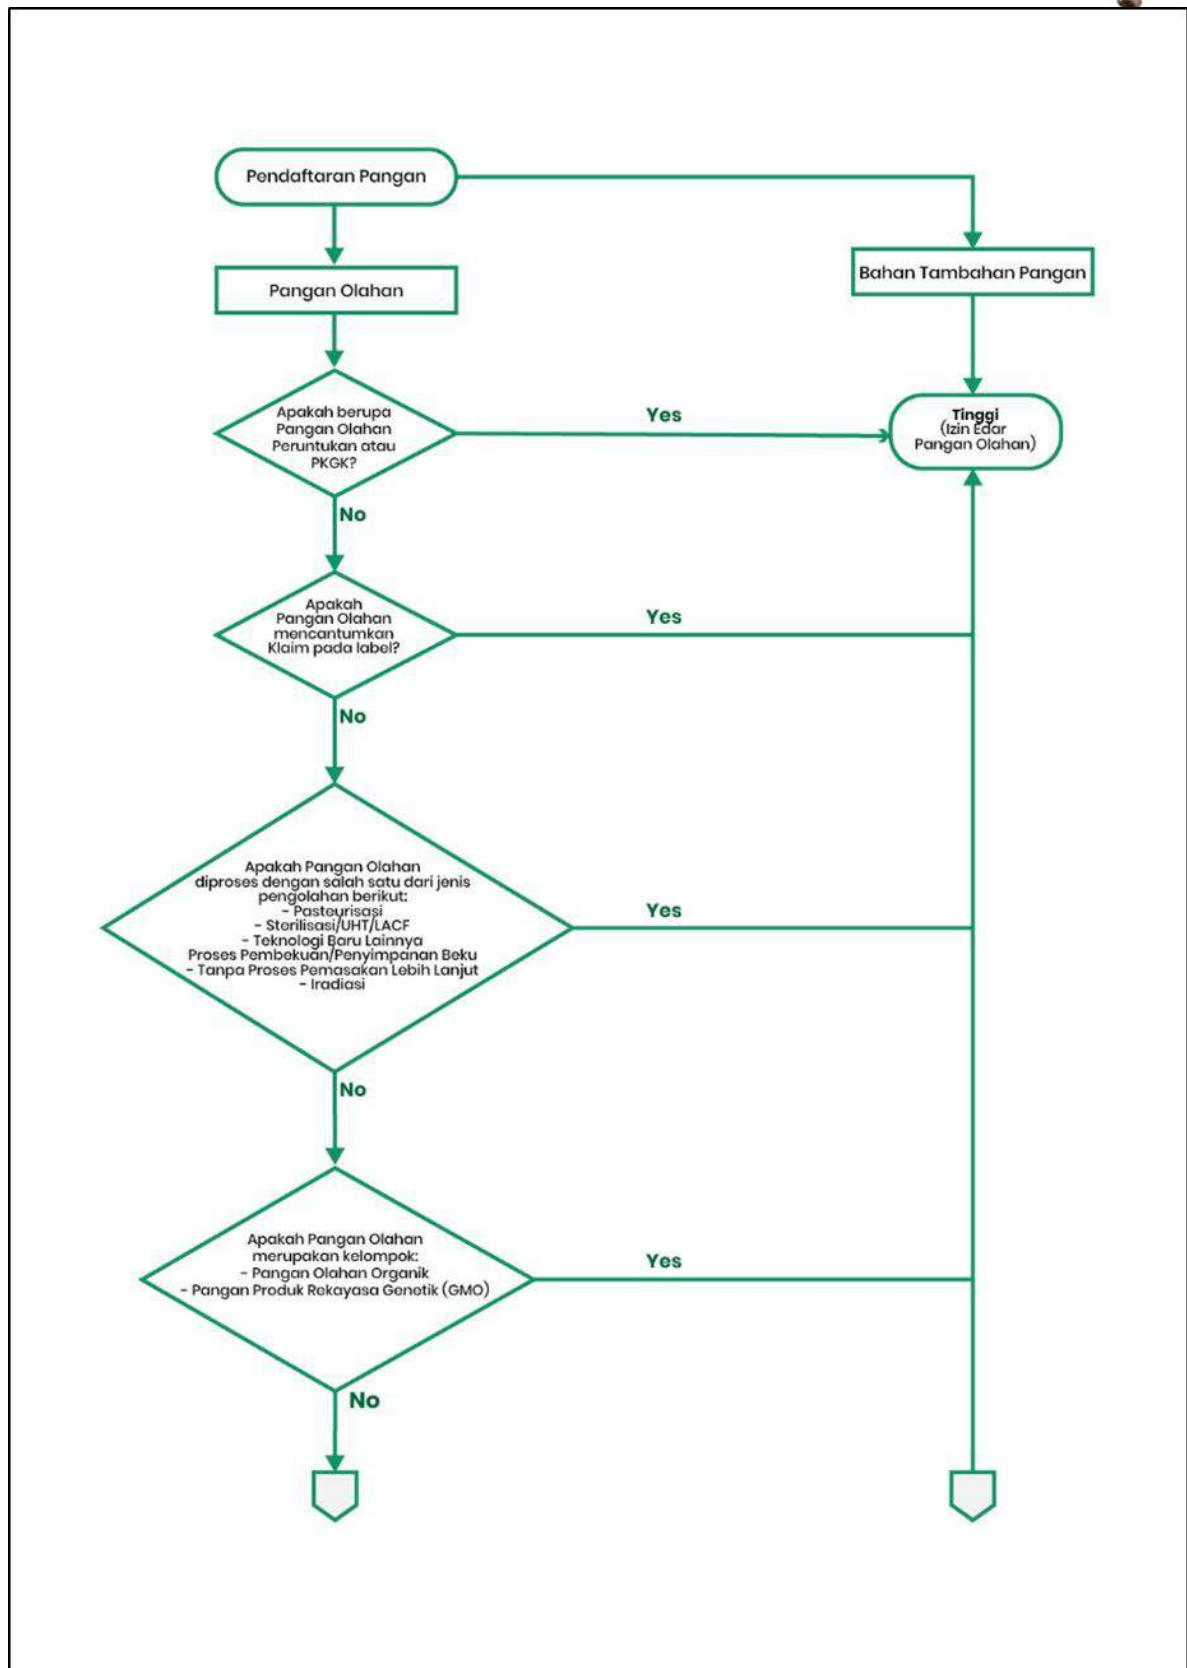 Pendaftaran Pangan
Pangan Olahan
Bahan Tambahan Pangan
Apakah berupa
Pangan Olahan
Peruntukan atau
PKGK?
Yes
Tinggi
(Izin Edar
Pangan Olahan)
No
Apakah
Pangan Olahan
mencantumkan
Klaim pada label?
Yes
No
Apakah Pangan Olahan
diproses dengan salah satu dari jenis
pengolahan berikut:
- Pasteurisasi
- Sterilisasi/UHT/LACF
- Teknologi Baru Lainnya
Proses Pembekuan/Penyimpanan Beku
- Tanpa Proses Pemasakan Lebih Lanjut
- Iradiasi
Yes
No
Apakah Pangan Olahan
merupakan kelompok:
- Pangan Olahan Organik
- Pangan Produk Rekayasa Genetik (GMO)
Yes
No